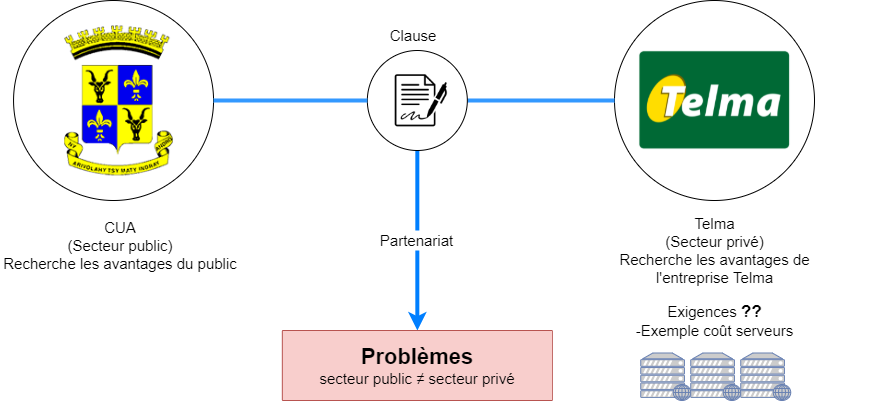 Clause
Telma
ARIVOLAHY TSY MATY INDRAY
CUA
(Secteur public)
Recherche les avantages du public
Partenariat
Telma
(Secteur privé)
Recherche les avantages de
l'entreprise Telma
Exigences ??
-Exemple coût serveurs
Problèmes
secteur public ≠ secteur privé